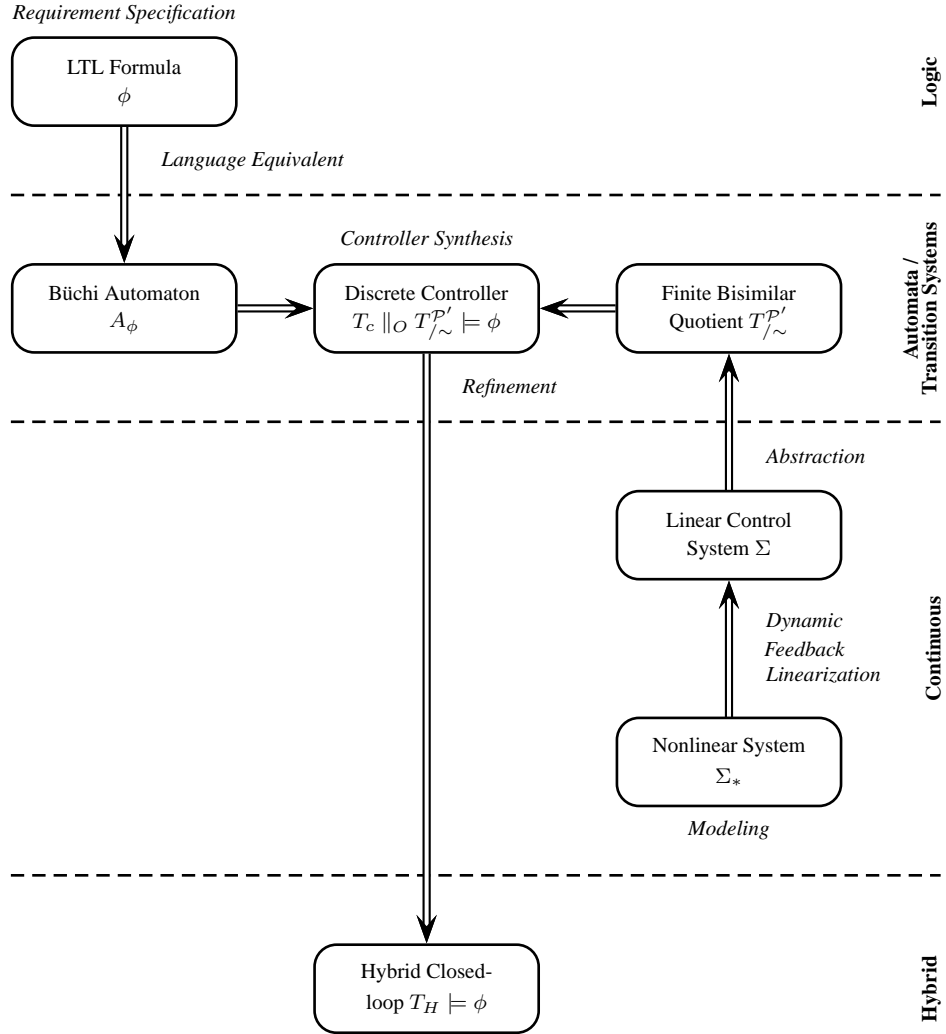 Requirement Specification
LTL Formula
ϕ
Logic
Language Equivalent
Controller Synthesis
Büchi Automaton
A_ϕ
Discrete Controller
T_c ∥_O T_{/∼}^{P′} ⊨ ϕ
Finite Bisimilar
Quotient T_{/∼}^{P′}
Automata /
Transition Systems
Refinement
Abstraction
Linear Control
System Σ
Dynamic
Feedback
Linearization
Continuous
Nonlinear System
Σ_*
Modeling
Hybrid Closed-
loop T_H ⊨ ϕ
Hybrid